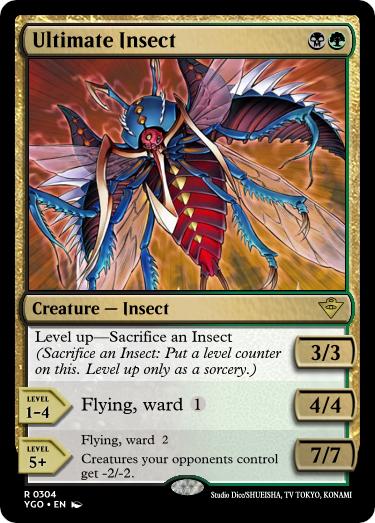 Ultimate Insect
Creature — Insect
Level up—Sacrifice an Insect
(Sacrifice an Insect: Put a level counter
on this. Level up only as a sorcery.)
3/3
LEVEL
1-4
Flying, ward 1
4/4
LEVEL
5+
Flying, ward 2
Creatures your opponents control
get -2/-2.
7/7
R 0304
YGO • EN
Studio Dice/SHUEISHA, TV TOKYO, KONAMI